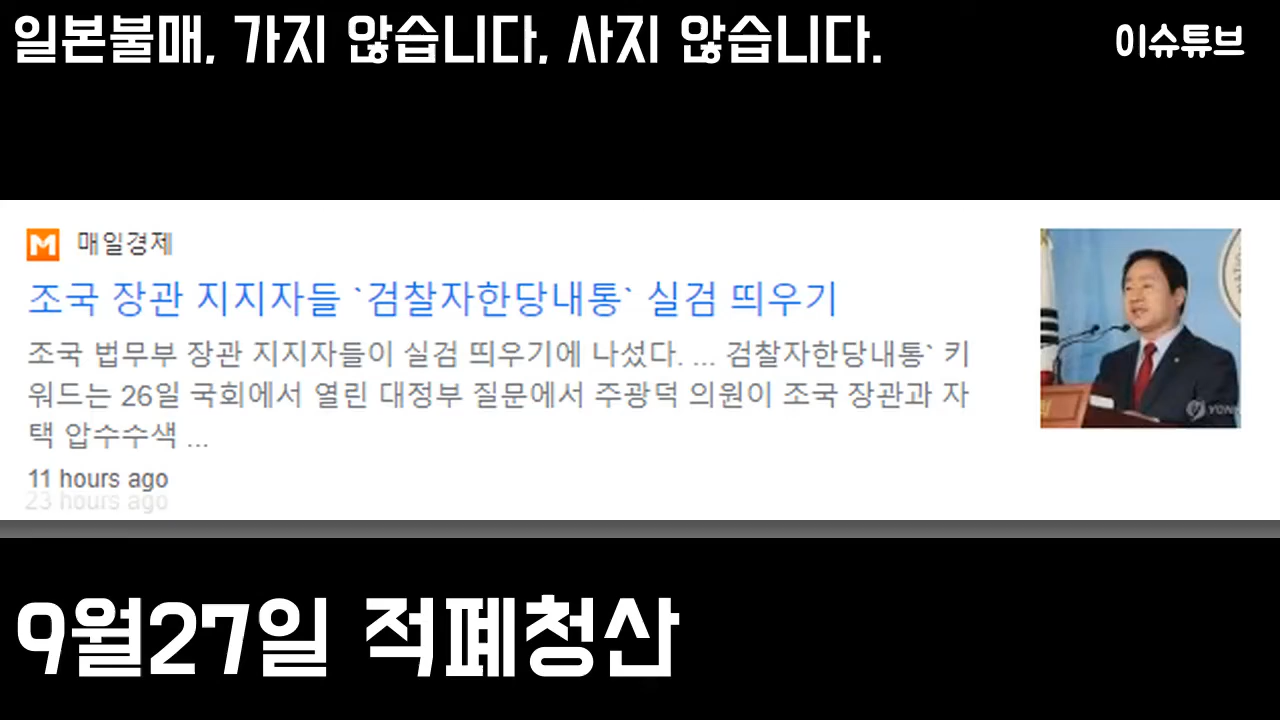 일본불매, 가지 않습니다, 사지 않습니다.
이슈튜브
매일경제
조국 장관 지지자들 `검찰자한당내통` 실검 띄우기
조국 법무부 장관 지지자들이 실검 띄우기에 나섰다. ... 검찰자한당내통` 키
워드는 26일 국회에서 열린 대정부 질문에서 주광덕 의원이 조국 장관과 자
택 압수수색 ...
11 hours ago
23 hours ago
9월27일 적폐청산